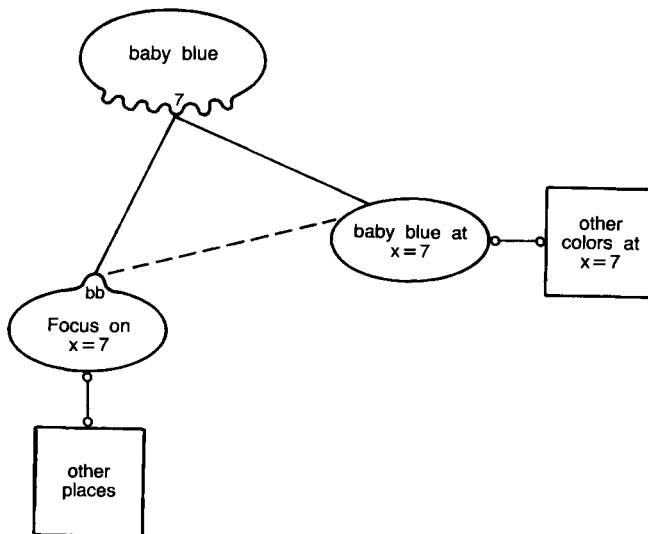 baby blue
7
baby blue at
x=7
other
colors at
x=7
bb
Focus on
x=7
other
places